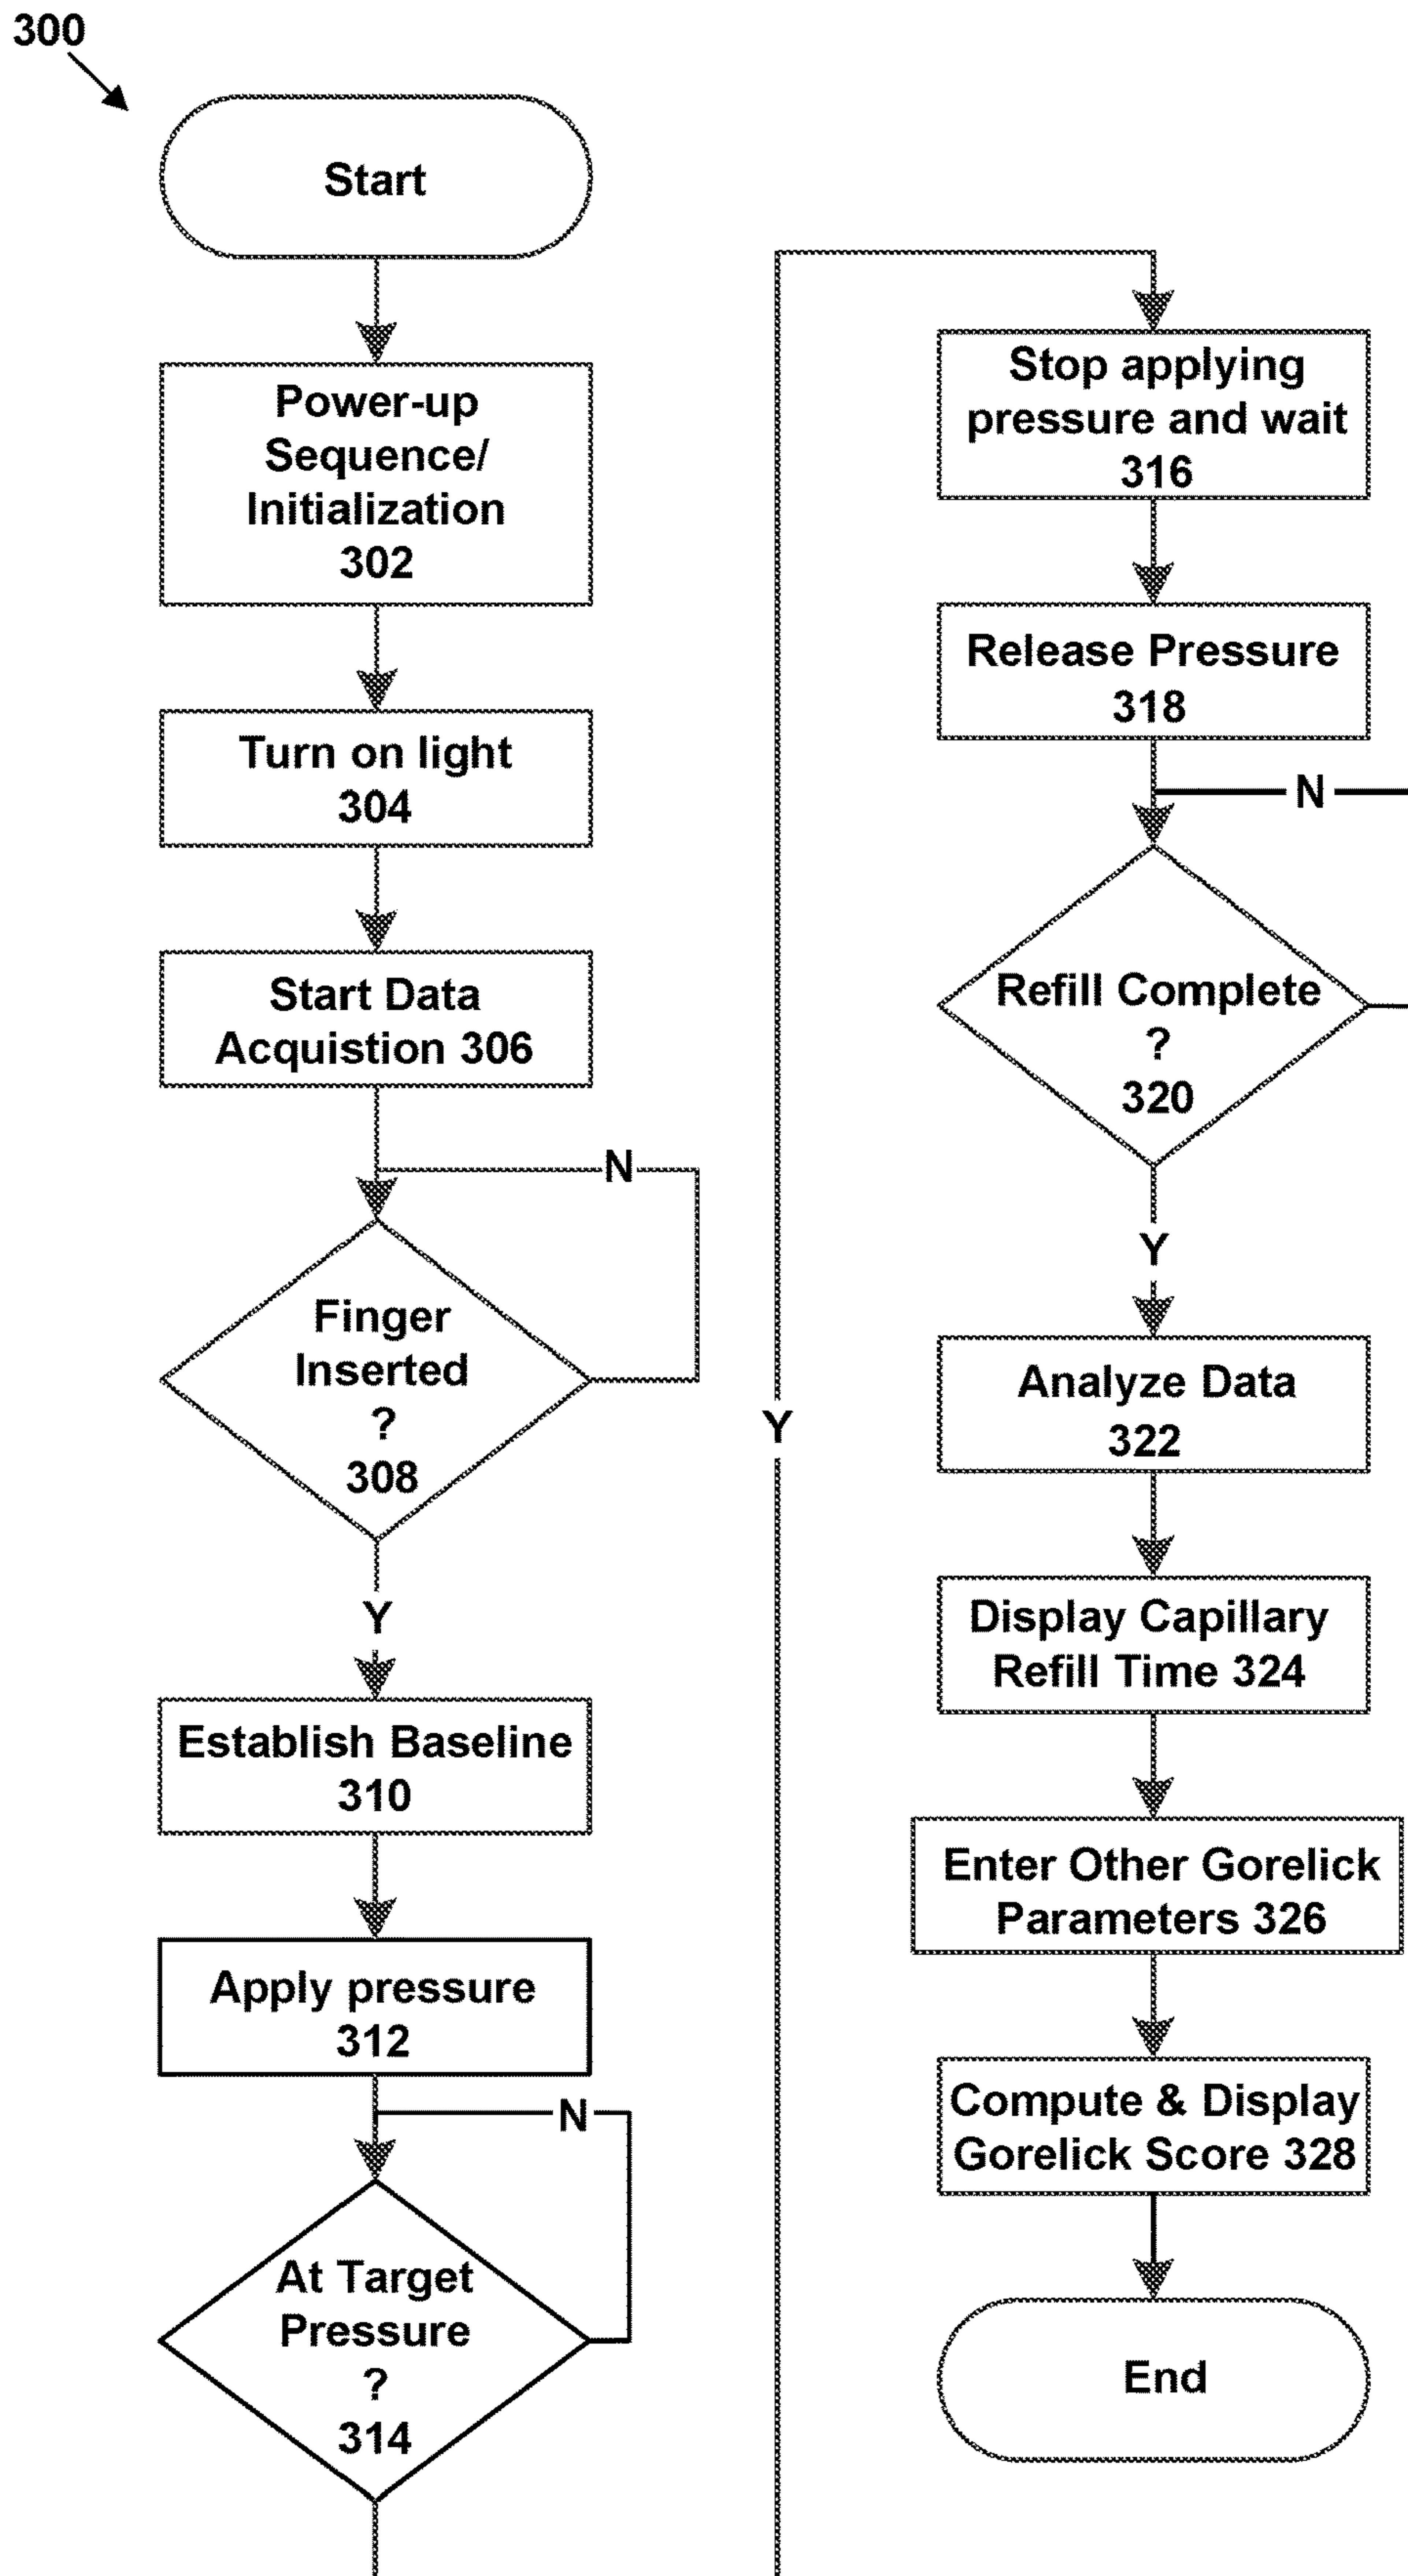 300
Start
Power-up
Sequence/
Initialization
302
Turn on light
304
Start Data
Acquistion 306
N
Finger
Inserted
?
308
Y
Establish Baseline
310
Apply pressure
312
N
At Target
Pressure
?
314
Y
Stop applying
pressure and wait
316
Release Pressure
318
N
Refill Complete
?
320
Y
Analyze Data
322
Display Capillary
Refill Time 324
Enter Other Gorelick
Parameters 326
Compute & Display
Gorelick Score 328
End